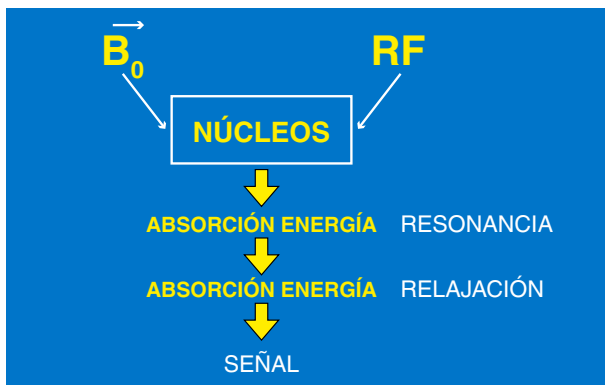 B₀ RF
NÚCLEOS
ABSORCIÓN ENERGÍA RESONANCIA
ABSORCIÓN ENERGÍA RELAJACIÓN
SEÑAL